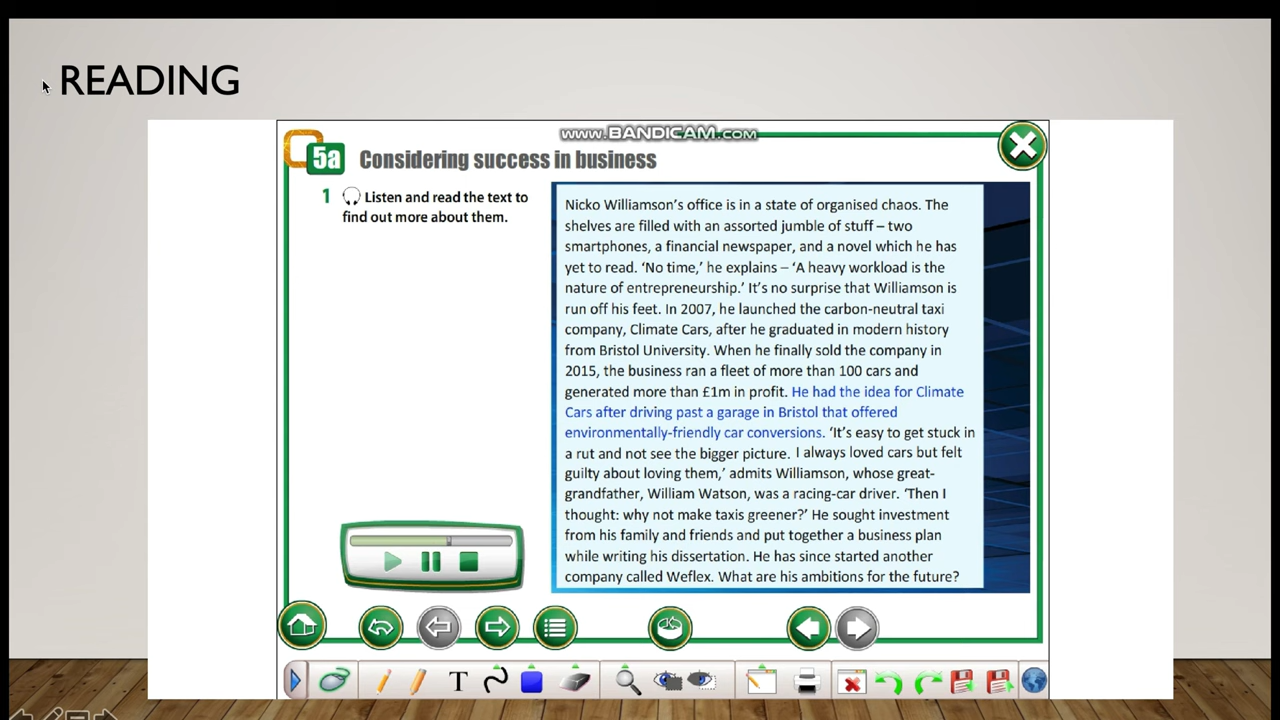 READING
www.BANDICAM.com
5a Considering success in business
1 Listen and read the text to
find out more about them.
Nicko Williamson's office is in a state of organised chaos. The
shelves are filled with an assorted jumble of stuff – two
smartphones, a financial newspaper, and a novel which he has
yet to read. 'No time,' he explains – 'A heavy workload is the
nature of entrepreneurship.' It's no surprise that Williamson is
run off his feet. In 2007, he launched the carbon-neutral taxi
company, Climate Cars, after he graduated in modern history
from Bristol University. When he finally sold the company in
2015, the business ran a fleet of more than 100 cars and
generated more than £1m in profit. He had the idea for Climate
Cars after driving past a garage in Bristol that offered
environmentally-friendly car conversions. 'It's easy to get stuck in
a rut and not see the bigger picture. I always loved cars but felt
guilty about loving them,' admits Williamson, whose great-
grandfather, William Watson, was a racing-car driver. 'Then I
thought: why not make taxis greener?' He sought investment
from his family and friends and put together a business plan
while writing his dissertation. He has since started another
company called Weflex. What are his ambitions for the future?
T